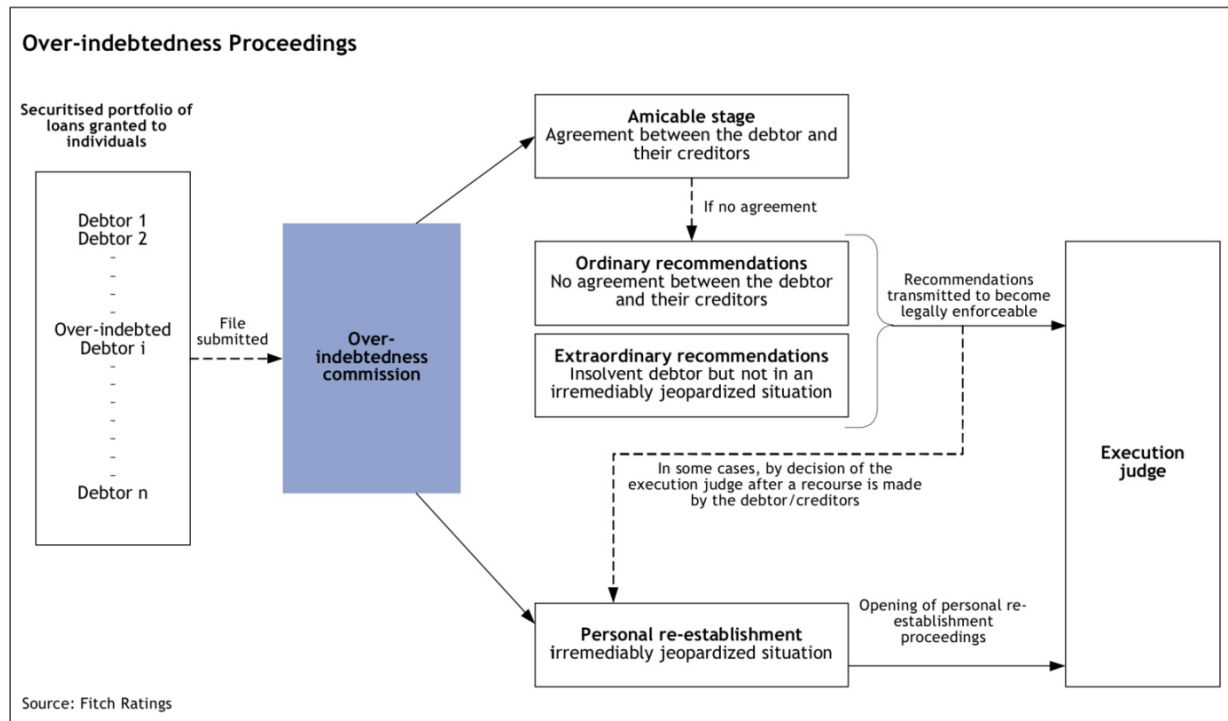 Over-indebtedness Proceedings
Securitised portfolio of
loans granted to
individuals
Debtor 1
Debtor 2
-
-
-
-
Over-indebted
Debtor i
-
-
-
-
-
-
Debtor n
File
submitted
Over-
indebtedness
commission
Amicable stage
Agreement between the debtor and
their creditors
If no agreement
Ordinary recommendations
No agreement between the debtor
and their creditors
Extraordinary recommendations
Insolvent debtor but not in an
irremediably jeopardized situation
Recommendations
transmitted to become
legally enforceable
In some cases, by decision of the
execution judge after a recourse is made
by the debtor/creditors
Personal re-establishment
irremediably jeopardized situation
Opening of personal re-
establishment
proceedings
Execution
judge
Source: Fitch Ratings